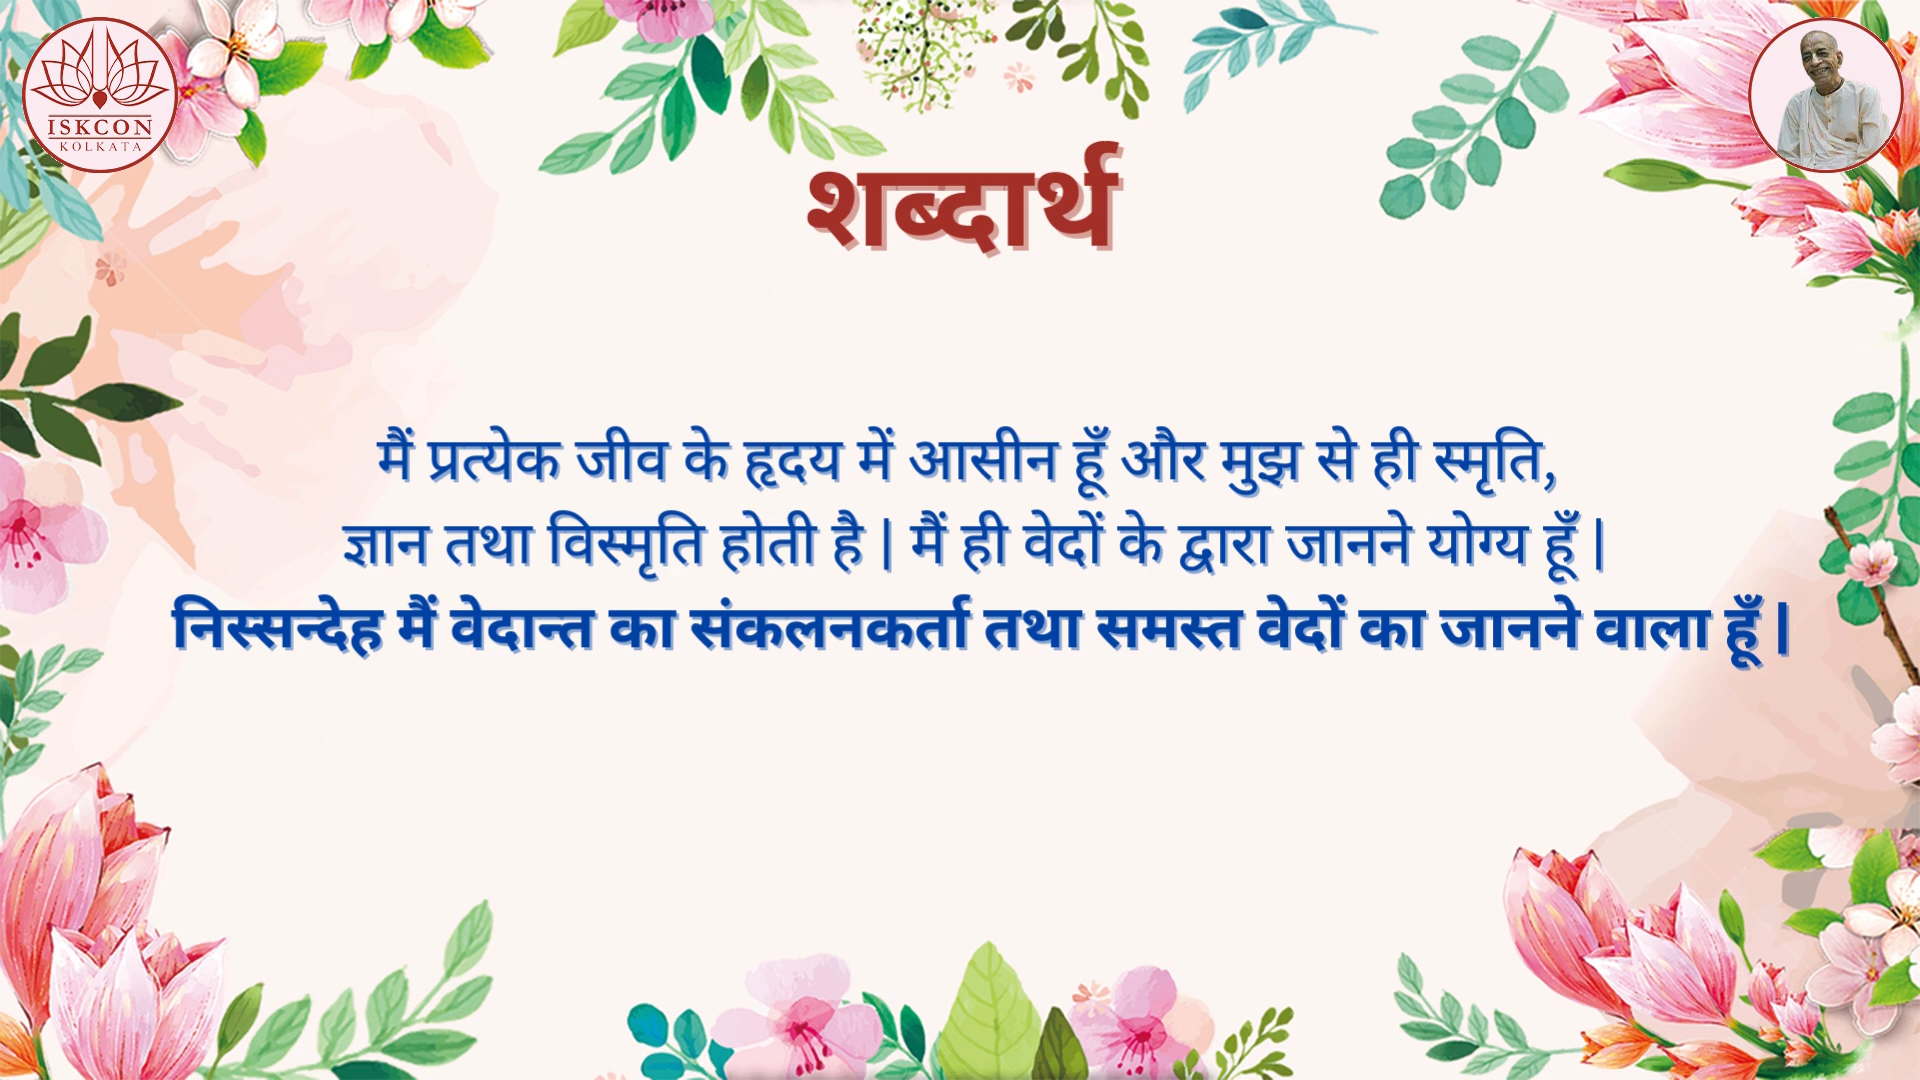 ISKCON
KOLKATA
शब्दार्थ
मैं प्रत्येक जीव के हृदय में आसीन हूँ और मुझ से ही स्मृति,
ज्ञान तथा विस्मृति होती है | मैं ही वेदों के द्वारा जानने योग्य हूँ |
निस्सन्देह मैं वेदान्त का संकलनकर्ता तथा समस्त वेदों का जानने वाला हूँ |